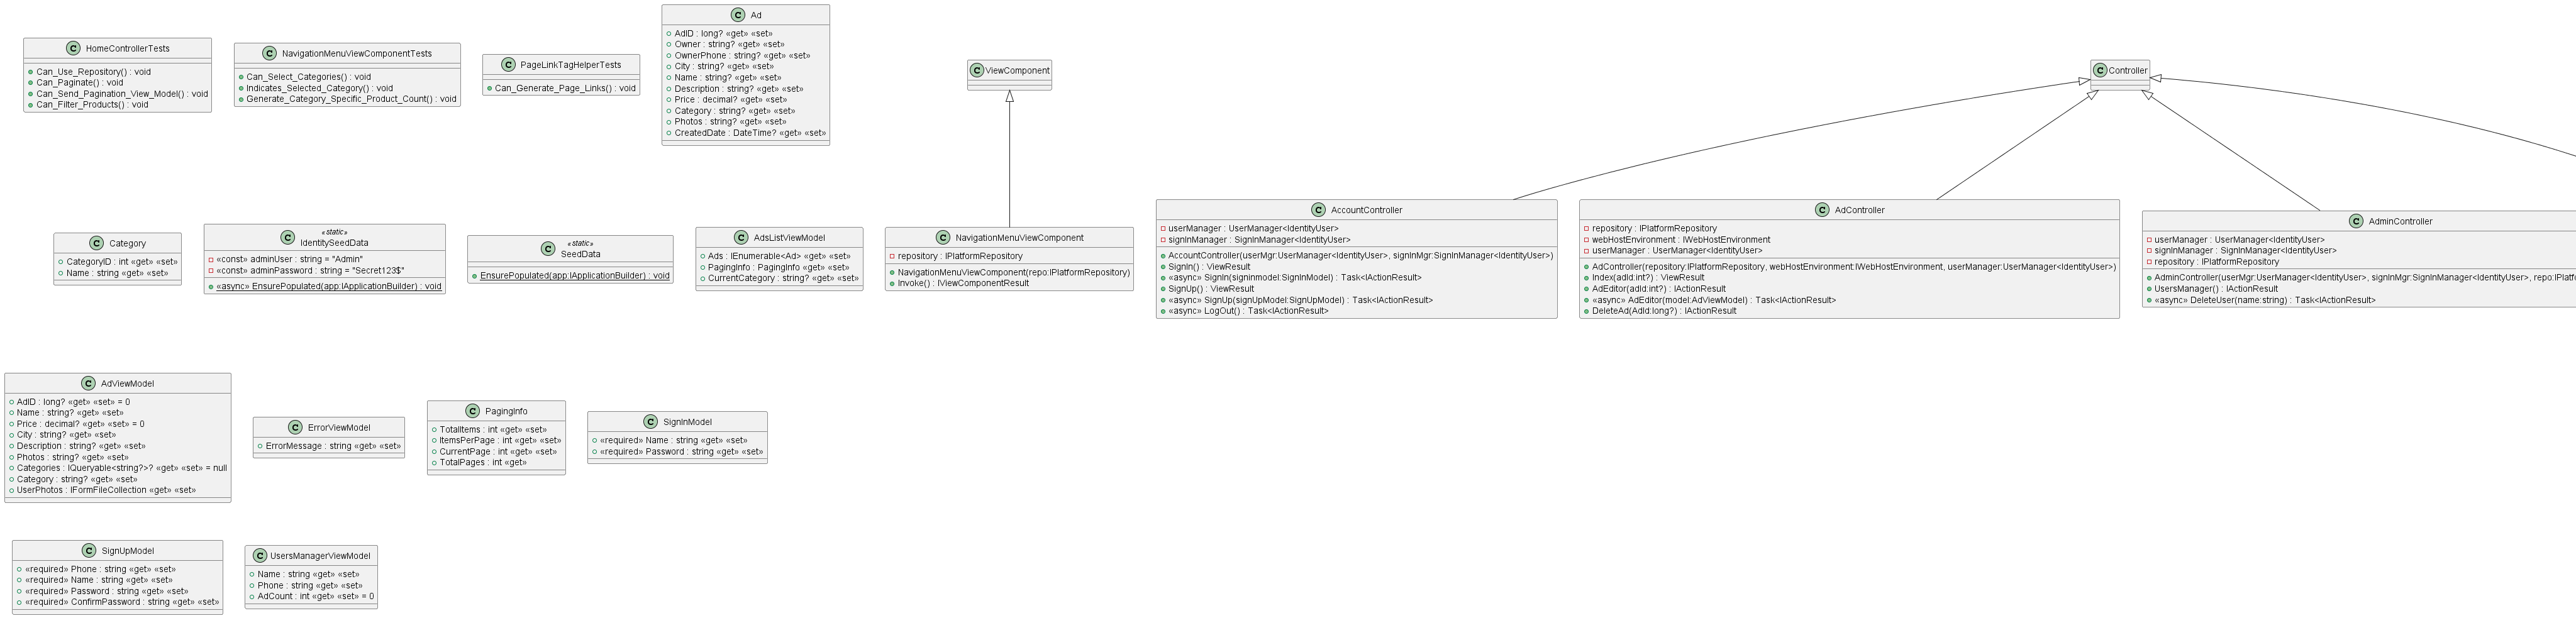 C HomeControllerTests
Can_Use_Repository() : void
Can_Paginate() : void
Can_Send_Pagination_View_Model() : void
Can_Filter_Products() : void
C NavigationMenuViewComponentTests
Can_Select_Categories() : void
Indicates_Selected_Category() : void
Generate_Category_Specific_Product_Count() : void
C PageLinkTagHelperTests
Can_Generate_Page_Links() : void
C Ad
AdID : long? «get» «set»
Owner : string? «get» «set»
OwnerPhone : string? «get» «set»
City : string? «get» «set»
Name : string? «get» «set»
Description : string? «get» «set»
Price : decimal? «get» «set»
Category : string? «get» «set»
Photos : string? «get» «set»
CreatedDate : DateTime? «get» «set»
C ViewComponent
C Controller
C Category
CategoryID : int «get» «set»
Name : string «get» «set»
C «static»
IdentitySeedData
«const» adminUser : string = "Admin"
«const» adminPassword : string = "Secret123$"
«async» EnsurePopulated(app:IApplicationBuilder) : void
C «static»
SeedData
EnsurePopulated(app:IApplicationBuilder) : void
C AdsListViewModel
Ads : IEnumerable<Ad> «get» «set»
PagingInfo : PagingInfo «get» «set»
CurrentCategory : string? «get» «set»
C NavigationMenuViewComponent
repository : IPlatformRepository
NavigationMenuViewComponent(repo:IPlatformRepository)
Invoke() : IViewComponentResult
C AccountController
userManager : UserManager<IdentityUser>
signInManager : SignInManager<IdentityUser>
AccountController(userMgr:UserManager<IdentityUser>, signInMgr:SignInManager<IdentityUser>)
SignIn() : ViewResult
«async» SignIn(signinmodel:SignInModel) : Task<IActionResult>
SignUp() : ViewResult
«async» SignUp(signUpModel:SignUpModel) : Task<IActionResult>
«async» LogOut() : Task<IActionResult>
C AdController
repository : IPlatformRepository
webHostEnvironment : IWebHostEnvironment
userManager : UserManager<IdentityUser>
AdController(repository:IPlatformRepository, webHostEnvironment:IWebHostEnvironment, userManager:UserManager<IdentityUser>)
Index(adId:int?) : ViewResult
AdEditor(adId:int?) : IActionResult
«async» AdEditor(model:AdViewModel) : Task<IActionResult>
DeleteAd(AdId:long?) : IActionResult
C AdminController
userManager : UserManager<IdentityUser>
signInManager : SignInManager<IdentityUser>
repository : IPlatformRepository
AdminController(userMgr:UserManager<IdentityUser>, signInMgr:SignInManager<IdentityUser>, repo:IPlatf
UsersManager() : IActionResult
«async» DeleteUser(name:string) : Task<IActionResult>
C AdViewModel
AdID : long? «get» «set» = 0
Name : string? «get» «set»
Price : decimal? «get» «set» = 0
City : string? «get» «set»
Description : string? «get» «set»
Photos : string? «get» «set»
Categories : IQueryable<string?>? «get» «set» = null
Category : string? «get» «set»
UserPhotos : IFormFileCollection «get» «set»
C ErrorViewModel
ErrorMessage : string «get» «set»
C PagingInfo
TotalItems : int «get» «set»
ItemsPerPage : int «get» «set»
CurrentPage : int «get» «set»
TotalPages : int «get»
C SignInModel
«required» Name : string «get» «set»
«required» Password : string «get» «set»
C SignUpModel
«required» Phone : string «get» «set»
«required» Name : string «get» «set»
«required» Password : string «get» «set»
«required» ConfirmPassword : string «get» «set»
C UsersManagerViewModel
Name : string «get» «set»
Phone : string «get» «set»
AdCount : int «get» «set» = 0